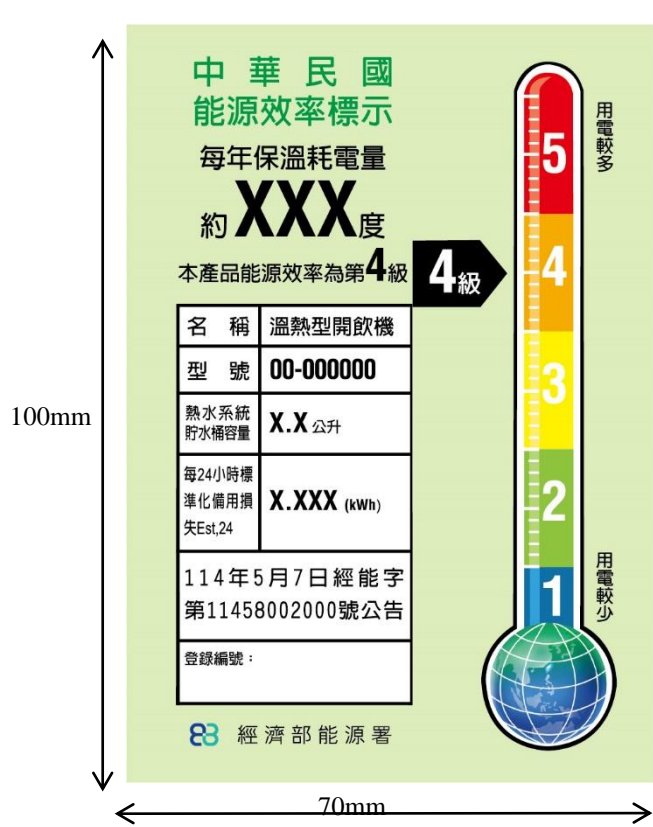 中華民國
能源效率標示
每年保溫耗電量
約XXX度
本產品能源效率為第4級
4級
名稱 溫熱型開飲機
型號 00-000000
熱水系統
貯水桶容量
X.X公升
每24小時標
準化備用損
失Est,24
X.XXX (kWh)
114年5月7日經能字
第11458002000號公告
登錄編號：
經濟部能源署
用電較多
5
4
3
2
1
用電較少
100mm
70mm